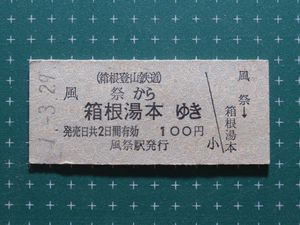 (箱根登山鉄道)
風祭から
箱根湯本ゆき
発売日共2日間有効 100円
風祭駅発行
小
風祭→箱根湯本
-3.29